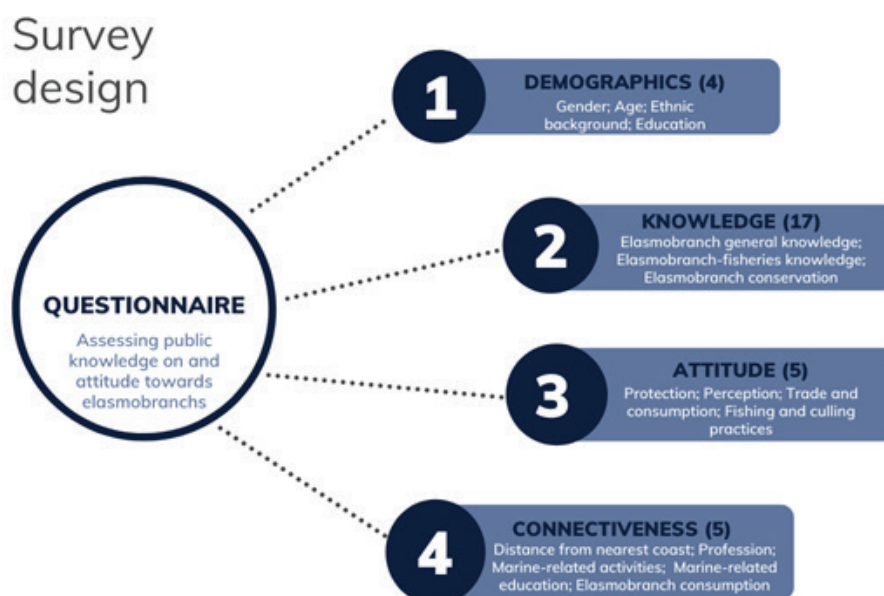 Survey
design
QUESTIONNAIRE
Assessing public
knowledge on and
attitude towards
elasmobranchs
1
DEMOGRAPHICS (4)
Gender; Age; Ethnic
background; Education
2
KNOWLEDGE (17)
Elasmobranch general knowledge;
Elasmobranch-fisheries knowledge;
Elasmobranch conservation
3
ATTITUDE (5)
Protection; Perception; Trade and
consumption; Fishing and culling
practices
4
CONNECTIVENESS (5)
Distance from nearest coast; Profession;
Marine-related activities; Marine-related
education; Elasmobranch consumption